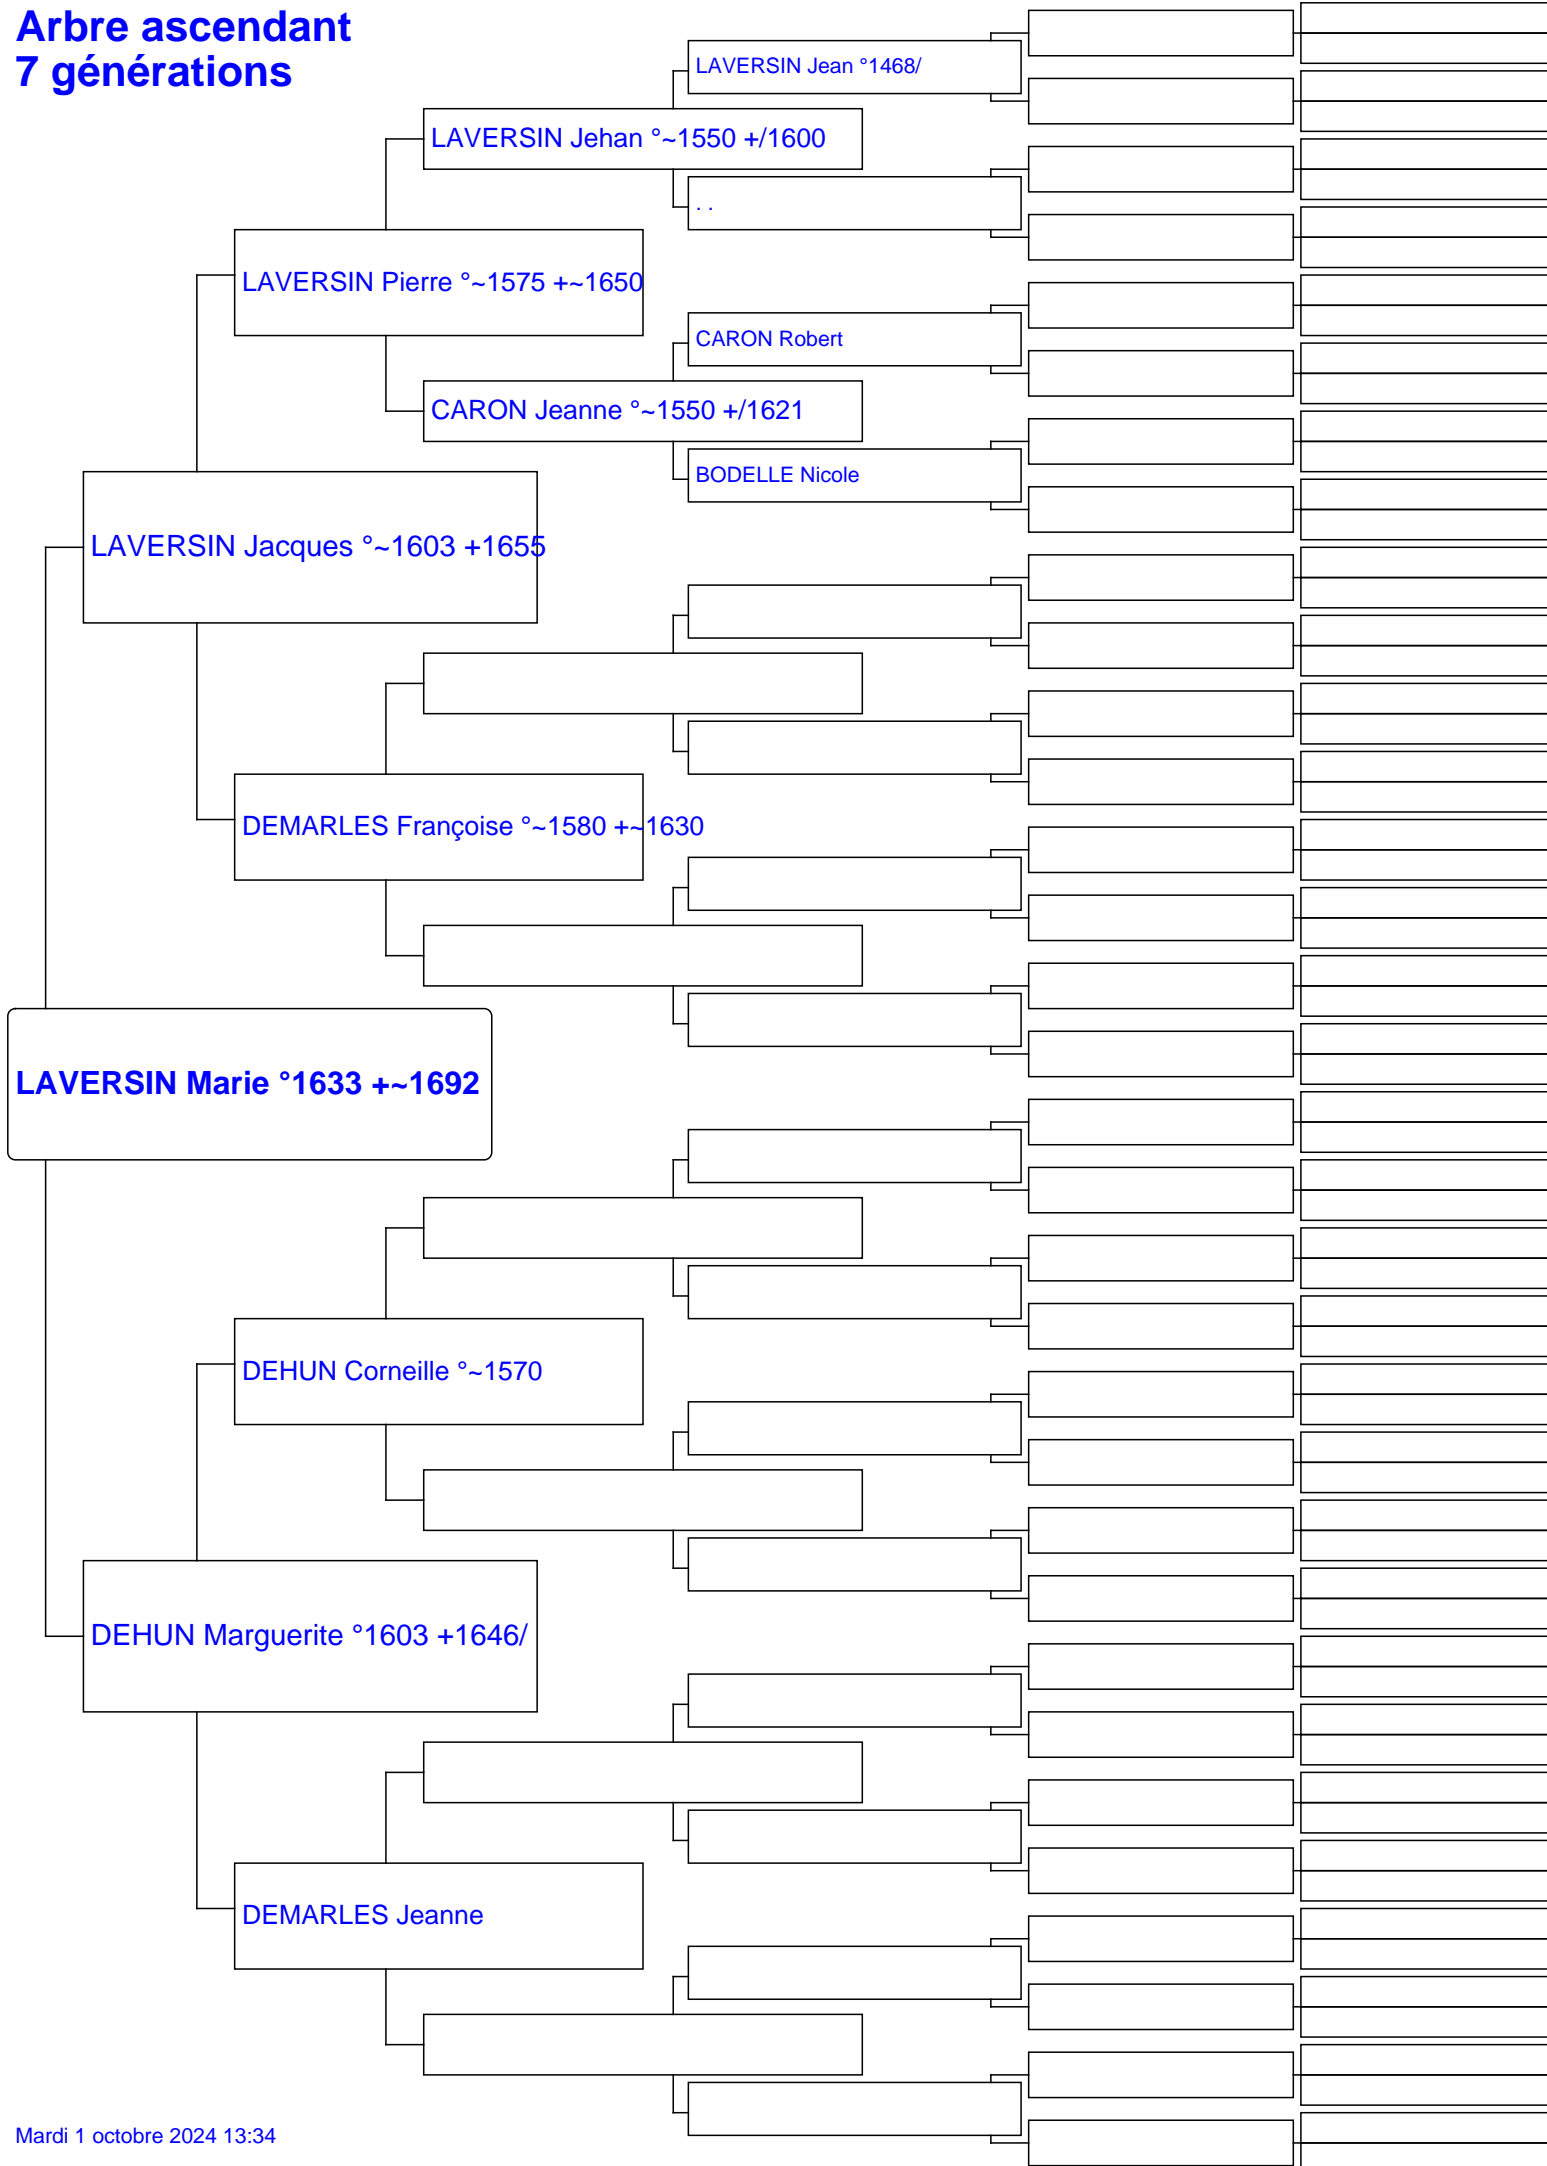 Arbre ascendant
7 générations
LAVERSIN Jean °1468/
LAVERSIN Jehan °~1550 +/1600
. .
LAVERSIN Pierre °~1575 +~1650
CARON Robert
CARON Jeanne °~1550 +/1621
BODELLE Nicole
LAVERSIN Jacques °~1603 +1655
DEMARLES Françoise °~1580 +~1630
LAVERSIN Marie °1633 +~1692
DEHUN Corneille °~1570
DEHUN Marguerite °1603 +1646/
DEMARLES Jeanne
Mardi 1 octobre 2024 13:34